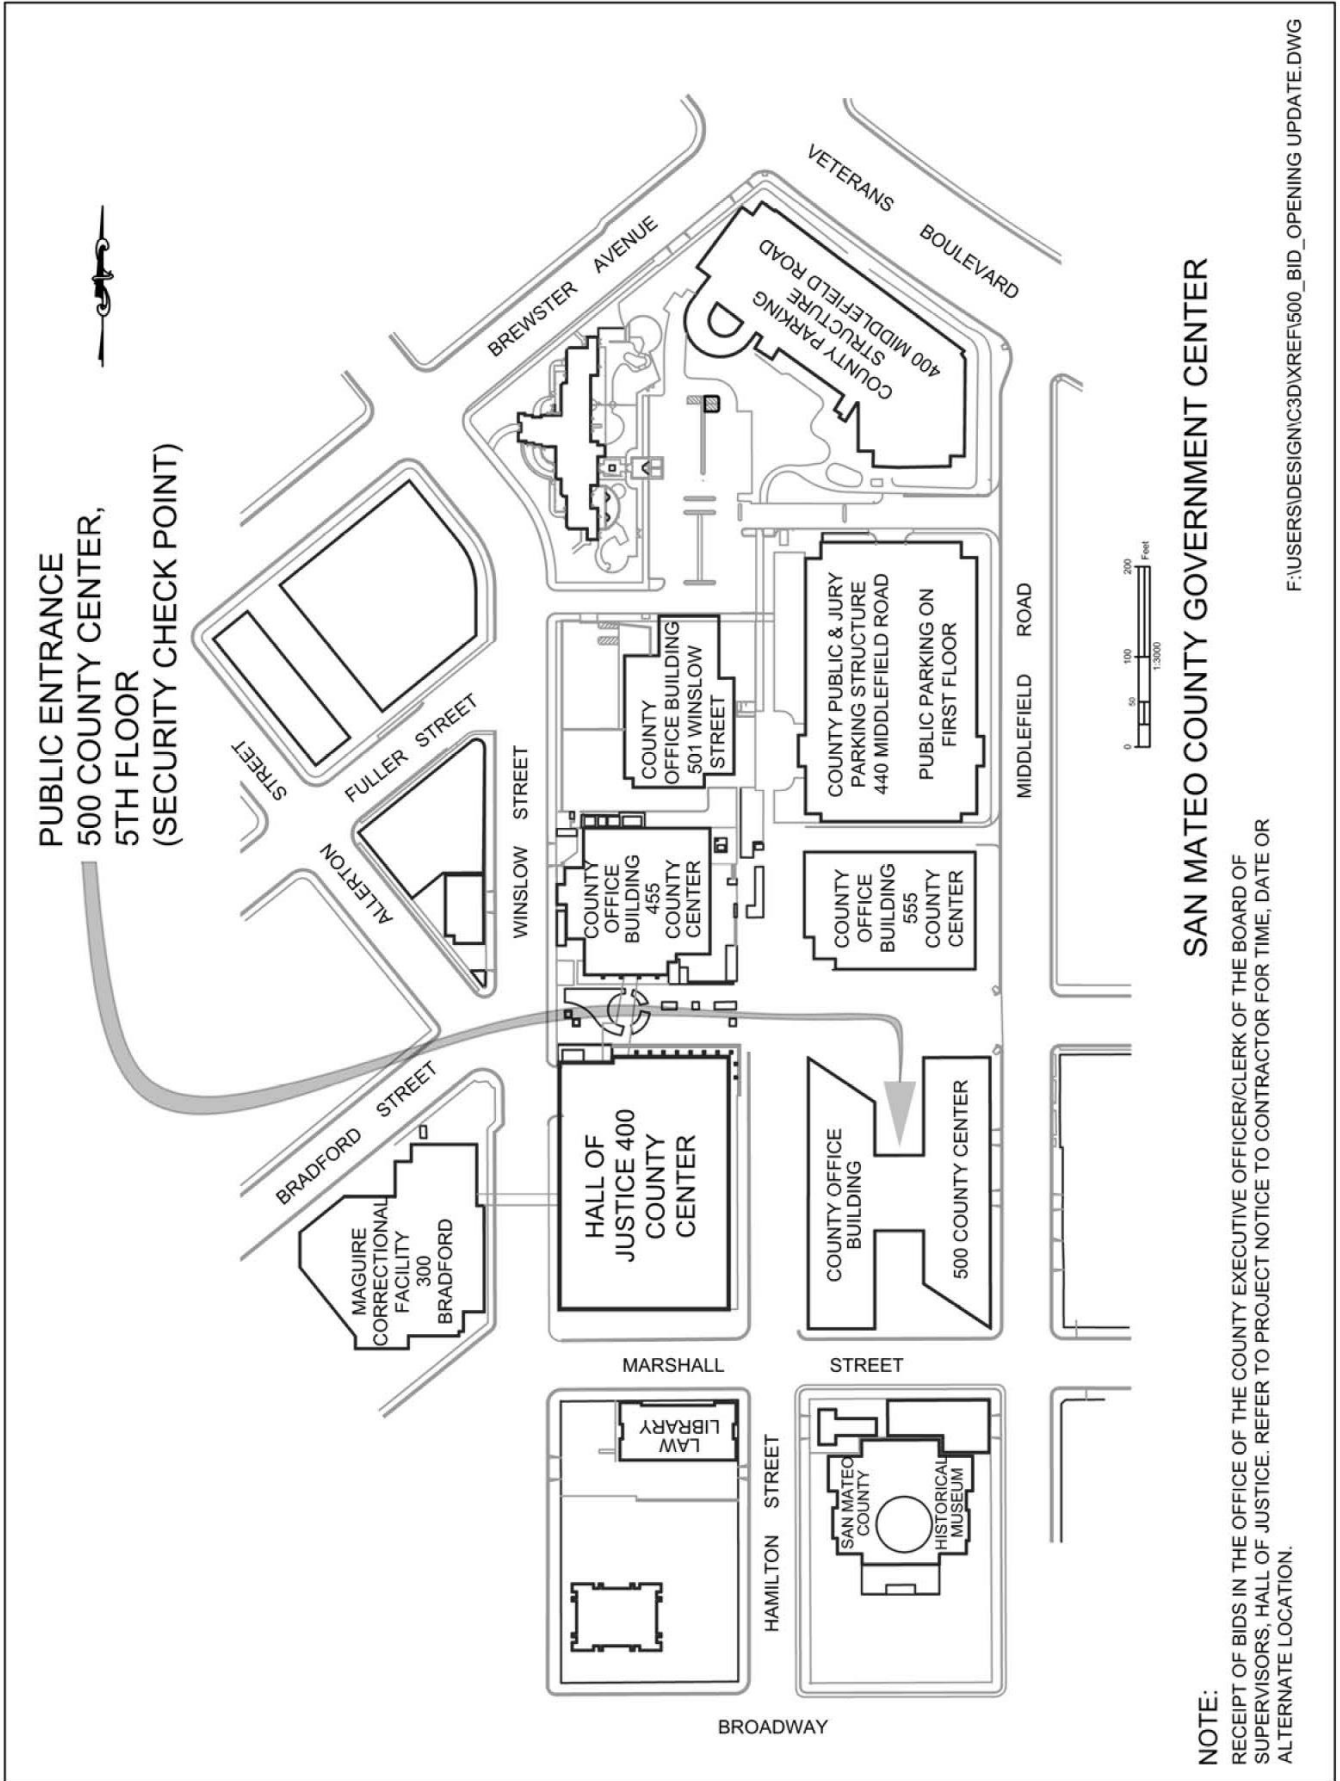 PUBLIC ENTRANCE
500 COUNTY CENTER,
5TH FLOOR
(SECURITY CHECK POINT)
BREWSTER AVENUE
VETERANS BOULEVARD
COUNTY PARKING
STRUCTURE
400 MIDDLEFIELD ROAD
ALLERTON STREET
FULLER STREET
WINSLOW STREET
COUNTY
OFFICE BUILDING
501 WINSLOW
STREET
COUNTY PUBLIC & JURY
PARKING STRUCTURE
440 MIDDLEFIELD ROAD
PUBLIC PARKING ON
FIRST FLOOR
MIDDLEFIELD ROAD
COUNTY
OFFICE
BUILDING
455
COUNTY
CENTER
COUNTY
OFFICE
BUILDING
555
COUNTY
CENTER
BRADFORD STREET
MAGUIRE
CORRECTIONAL
FACILITY
300
BRADFORD
HALL OF
JUSTICE 400
COUNTY
CENTER
COUNTY OFFICE
BUILDING
500 COUNTY CENTER
MARSHALL STREET
LAW
LIBRARY
HAMILTON STREET
SAN MATEO
COUNTY
HISTORICAL
MUSEUM
BROADWAY
0 50 100 200
Feet
1:3000
SAN MATEO COUNTY GOVERNMENT CENTER
NOTE:
RECEIPT OF BIDS IN THE OFFICE OF THE COUNTY EXECUTIVE OFFICER/CLERK OF THE BOARD OF
SUPERVISORS, HALL OF JUSTICE. REFER TO PROJECT NOTICE TO CONTRACTOR FOR TIME, DATE OR
ALTERNATE LOCATION.
F:\USERS\DESIGN\C3D\XREF\500_BID_OPENING UPDATE.DWG